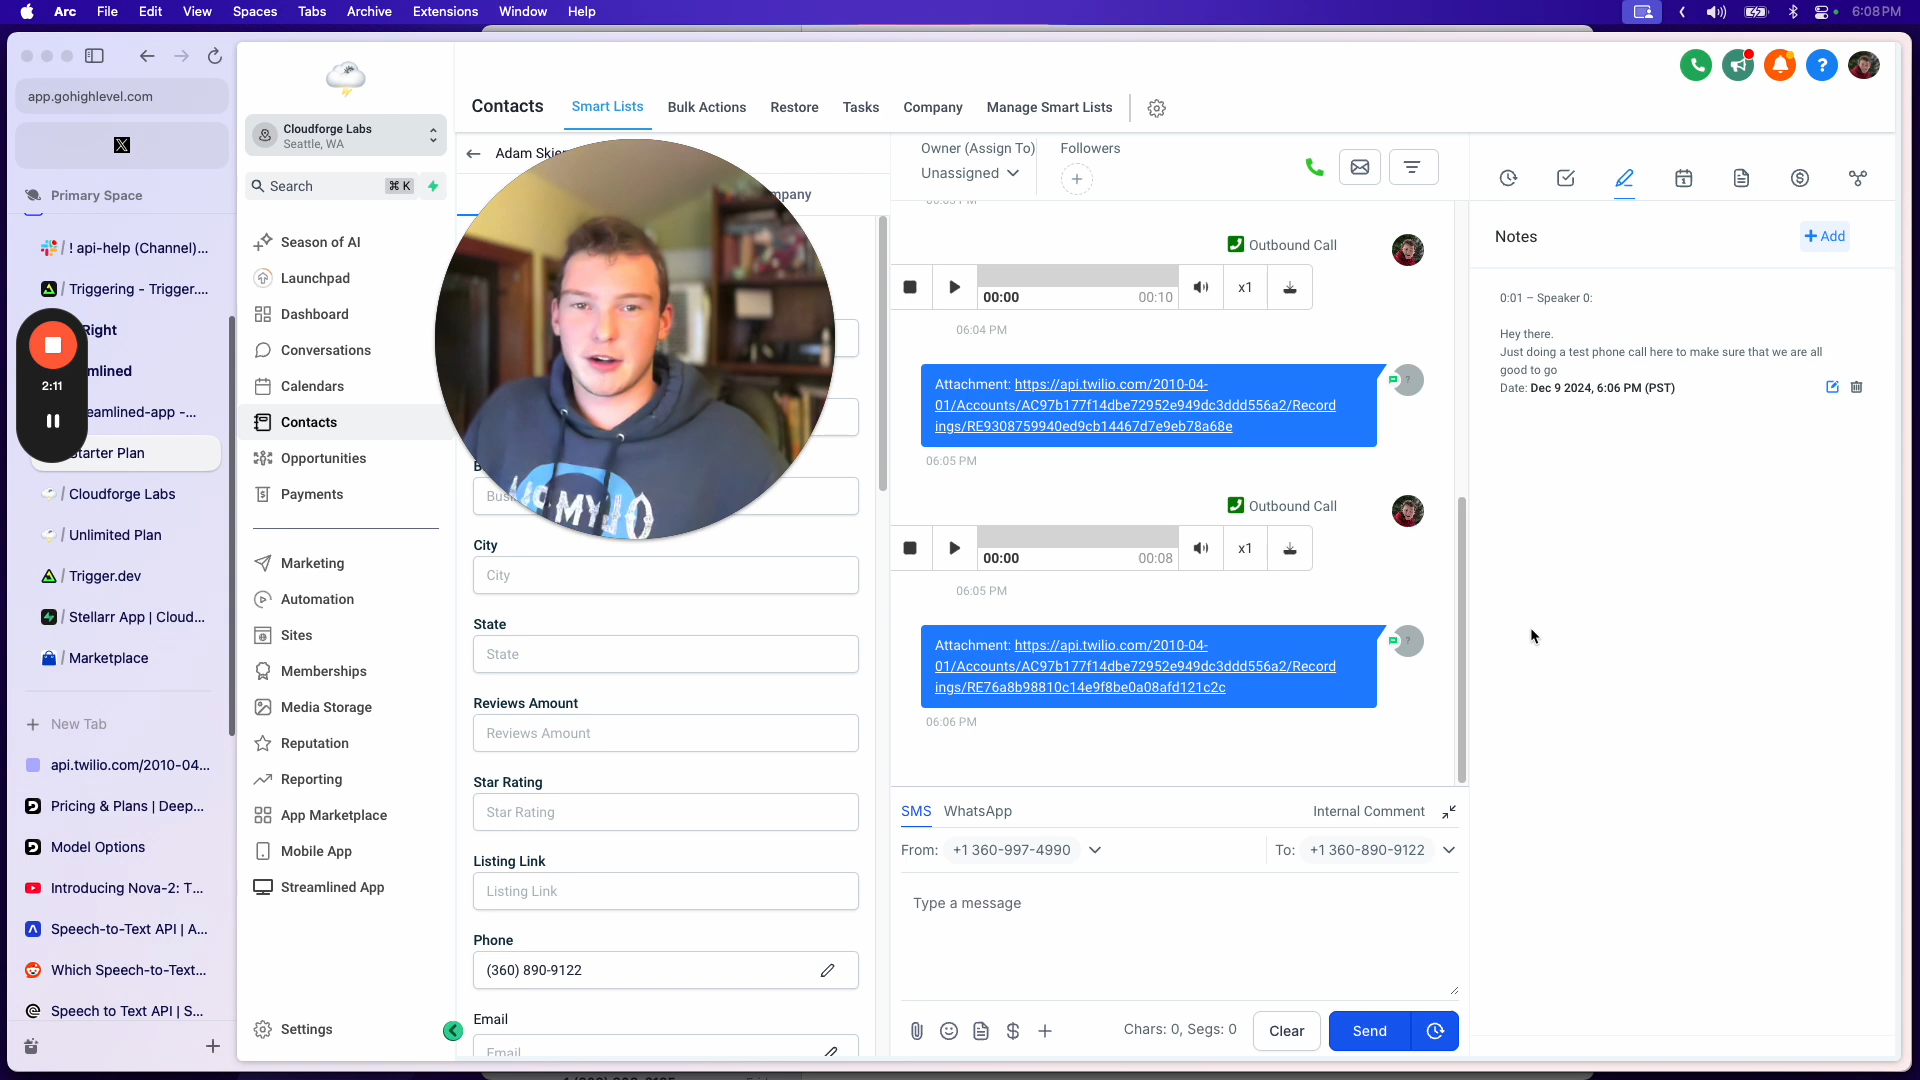 Arc File Edit View Spaces Tabs Archive Extensions Window Help
6:08 PM
app.gohighlevel.com
Primary Space
/ ! api-help (Channel)...
/ Triggering - Trigger....
Right
mlined
eamlined-app -...
tarter Plan
/ Cloudforge Labs
/ Unlimited Plan
/ Trigger.dev
/ Stellarr App | Cloud...
/ Marketplace
New Tab
api.twilio.com/2010-04...
Pricing & Plans | Deep...
Model Options
Introducing Nova-2: T...
Speech-to-Text API | A...
Which Speech-to-Text...
Speech to Text API | S...
2:11
Cloudforge Labs
Seattle, WA
Search
⌘ K
Season of AI
Launchpad
Dashboard
Conversations
Calendars
Contacts
Opportunities
Payments
Marketing
Automation
Sites
Memberships
Media Storage
Reputation
Reporting
App Marketplace
Mobile App
Streamlined App
Settings
Contacts
Smart Lists
Bulk Actions
Restore
Tasks
Company
Manage Smart Lists
Adam Skie
mpany
B
Busi
City
City
State
State
Reviews Amount
Reviews Amount
Star Rating
Star Rating
Listing Link
Listing Link
Phone
(360) 890-9122
Email
Email
Owner (Assign To)
Unassigned
Followers
Outbound Call
00:00
00:10
x1
06:04 PM
Attachment: https://api.twilio.com/2010-04-
01/Accounts/AC97b177f14dbe72952e949dc3ddd556a2/Record
ings/RE9308759940ed9cb14467d7e9eb78a68e
?
06:05 PM
Outbound Call
00:00
00:08
x1
06:05 PM
Attachment: https://api.twilio.com/2010-04-
01/Accounts/AC97b177f14dbe72952e949dc3ddd556a2/Record
ings/RE76a8b98810c14e9f8be0a08afd121c2c
?
06:06 PM
SMS
WhatsApp
Internal Comment
From: +1 360-997-4990
To: +1 360-890-9122
Type a message
Chars: 0, Segs: 0
Clear
Send
Notes
+ Add
0:01 – Speaker 0:
Hey there.
Just doing a test phone call here to make sure that we are all
good to go
Date: Dec 9 2024, 6:06 PM (PST)